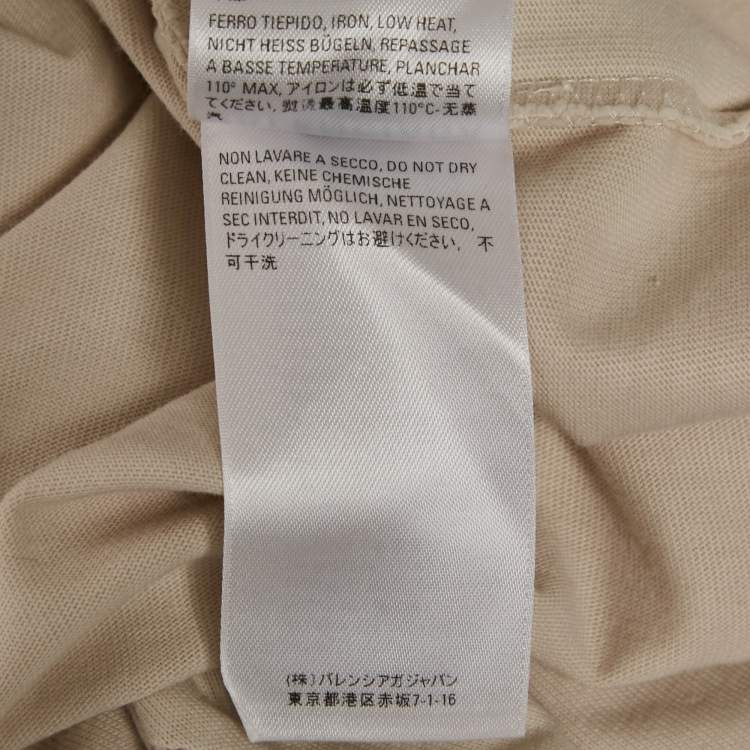 FERRO TIEPIDO, IRON, LOW HEAT,
NICHT HEISS BÜGELN, REPASSAGE
A BASSE TEMPERATURE, PLANCHAR
110° MAX, アイロンは必ず低温で当て
てください, 熨 最高温度110°C-无蒸
汽
NON LAVARE A SECCO, DO NOT DRY
CLEAN, KEINE CHEMISCHE
REINIGUNG MÖGLICH, NETTOYAGE A
SEC INTERDIT, NO LAVAR EN SECO,
ドライクリーニングはお避けください, 不
可干洗
(株)バレンシアガジャパン
東京都港区赤坂7-1-16